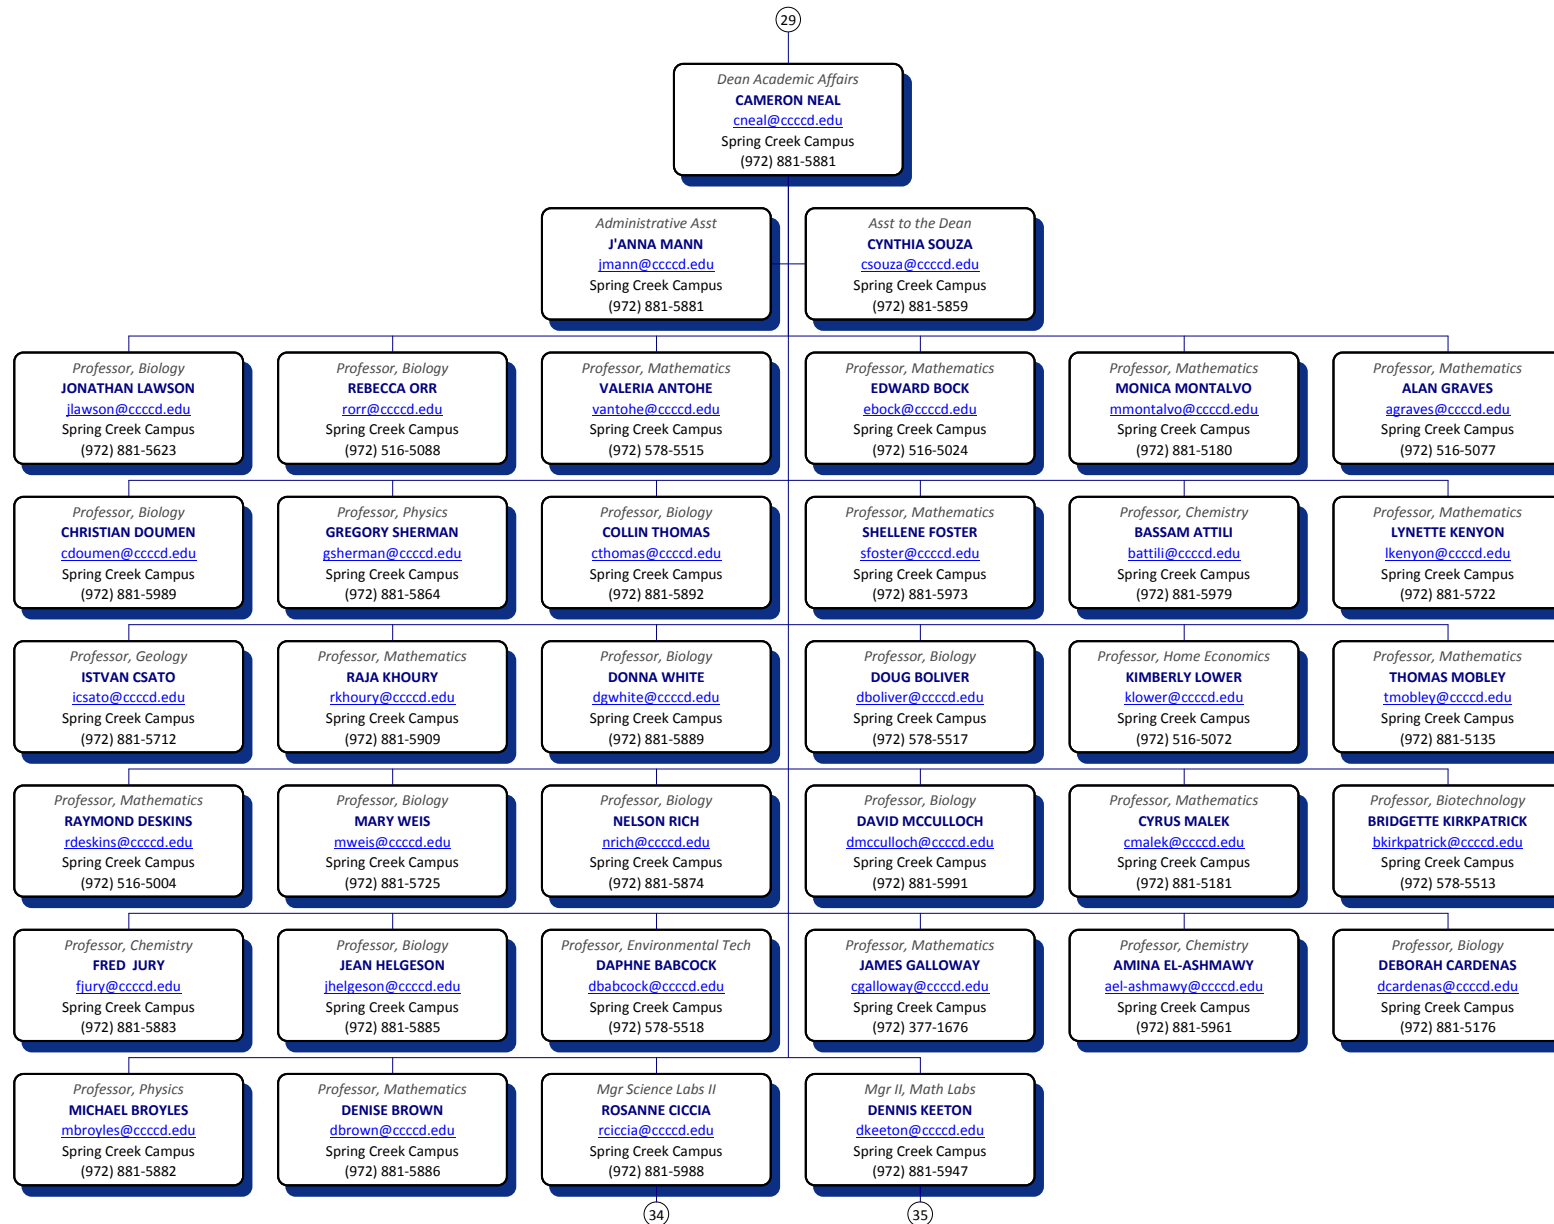 29
Dean Academic Affairs
CAMERON NEAL
cneal@ccccd.edu
Spring Creek Campus
(972) 881-5881
Administrative Asst
J'ANNA MANN
jmann@ccccd.edu
Spring Creek Campus
(972) 881-5881
Asst to the Dean
CYNTHIA SOUZA
csouza@ccccd.edu
Spring Creek Campus
(972) 881-5859
Professor, Biology
JONATHAN LAWSON
jlawson@ccccd.edu
Spring Creek Campus
(972) 881-5623
Professor, Biology
REBECCA ORR
rorr@ccccd.edu
Spring Creek Campus
(972) 516-5088
Professor, Mathematics
VALERIA ANTOHE
vantohe@ccccd.edu
Spring Creek Campus
(972) 578-5515
Professor, Mathematics
EDWARD BOCK
ebock@ccccd.edu
Spring Creek Campus
(972) 516-5024
Professor, Mathematics
MONICA MONTALVO
mmontalvo@ccccd.edu
Spring Creek Campus
(972) 881-5180
Professor, Mathematics
ALAN GRAVES
agraves@ccccd.edu
Spring Creek Campus
(972) 516-5077
Professor, Biology
CHRISTIAN DOUMEN
cdoumen@ccccd.edu
Spring Creek Campus
(972) 881-5989
Professor, Physics
GREGORY SHERMAN
gsherman@ccccd.edu
Spring Creek Campus
(972) 881-5864
Professor, Biology
COLLIN THOMAS
cthomas@ccccd.edu
Spring Creek Campus
(972) 881-5892
Professor, Mathematics
SHELLENE FOSTER
sfoster@ccccd.edu
Spring Creek Campus
(972) 881-5973
Professor, Chemistry
BASSAM ATTILI
battili@ccccd.edu
Spring Creek Campus
(972) 881-5979
Professor, Mathematics
LYNETTE KENYON
lkenyon@ccccd.edu
Spring Creek Campus
(972) 881-5722
Professor, Geology
ISTVAN CSATO
icsato@ccccd.edu
Spring Creek Campus
(972) 881-5712
Professor, Mathematics
RAJA KHOURY
rkhoury@ccccd.edu
Spring Creek Campus
(972) 881-5909
Professor, Biology
DONNA WHITE
dgwhite@ccccd.edu
Spring Creek Campus
(972) 881-5889
Professor, Biology
DOUG BOLIVER
dboliver@ccccd.edu
Spring Creek Campus
(972) 578-5517
Professor, Home Economics
KIMBERLY LOWER
klower@ccccd.edu
Spring Creek Campus
(972) 516-5072
Professor, Mathematics
THOMAS MOBLEY
tmobley@ccccd.edu
Spring Creek Campus
(972) 881-5135
Professor, Mathematics
RAYMOND DESKINS
rdeskins@ccccd.edu
Spring Creek Campus
(972) 516-5004
Professor, Biology
MARY WEIS
mweis@ccccd.edu
Spring Creek Campus
(972) 881-5725
Professor, Biology
NELSON RICH
nrich@ccccd.edu
Spring Creek Campus
(972) 881-5874
Professor, Biology
DAVID MCCULLOCH
dmcculloch@ccccd.edu
Spring Creek Campus
(972) 881-5991
Professor, Mathematics
CYRUS MALEK
cmalek@ccccd.edu
Spring Creek Campus
(972) 881-5181
Professor, Biotechnology
BRIDGETTE KIRKPATRICK
bkirkpatrick@ccccd.edu
Spring Creek Campus
(972) 578-5513
Professor, Chemistry
FRED JURY
fjury@ccccd.edu
Spring Creek Campus
(972) 881-5883
Professor, Biology
JEAN HELGESON
jhelgeson@ccccd.edu
Spring Creek Campus
(972) 881-5885
Professor, Environmental Tech
DAPHNE BABCOCK
dbabcock@ccccd.edu
Spring Creek Campus
(972) 578-5518
Professor, Mathematics
JAMES GALLOWAY
cgalloway@ccccd.edu
Spring Creek Campus
(972) 377-1676
Professor, Chemistry
AMINA EL-ASHMAWY
ael-ashmawy@ccccd.edu
Spring Creek Campus
(972) 881-5961
Professor, Biology
DEBORAH CARDENAS
dcardenas@ccccd.edu
Spring Creek Campus
(972) 881-5176
Professor, Physics
MICHAEL BROYLES
mbroyles@ccccd.edu
Spring Creek Campus
(972) 881-5882
Professor, Mathematics
DENISE BROWN
dbrown@ccccd.edu
Spring Creek Campus
(972) 881-5886
Mgr Science Labs II
ROSANNE CICCIA
rciccia@ccccd.edu
Spring Creek Campus
(972) 881-5988
Mgr II, Math Labs
DENNIS KEETON
dkeeton@ccccd.edu
Spring Creek Campus
(972) 881-5947
34
35